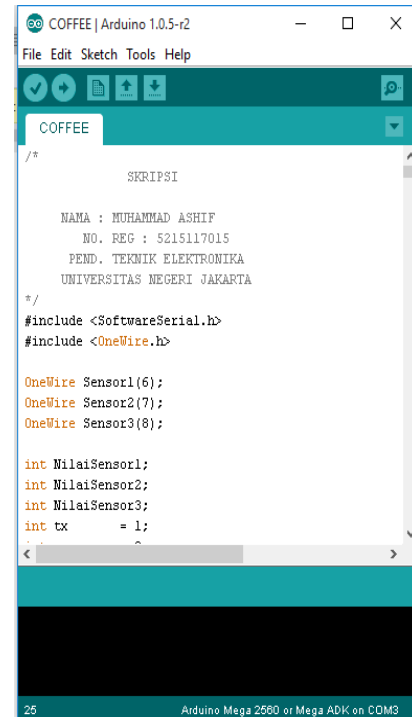 COFFEE | Arduino 1.0.5-r2
File Edit Sketch Tools Help
COFFEE
/*
SKRIPSI
NAMA : MUHAMMAD ASHIF
NO. REG : 5215117015
PEND. TEKNIK ELEKTRONIKA
UNIVERSITAS NEGERI JAKARTA
*/
#include <SoftwareSerial.h>
#include <OneWire.h>
OneWire Sensor1(6);
OneWire Sensor2(7);
OneWire Sensor3(8);
int NilaiSensor1;
int NilaiSensor2;
int NilaiSensor3;
int tx = 1;
25 Arduino Mega 2560 or Mega ADK on COM3